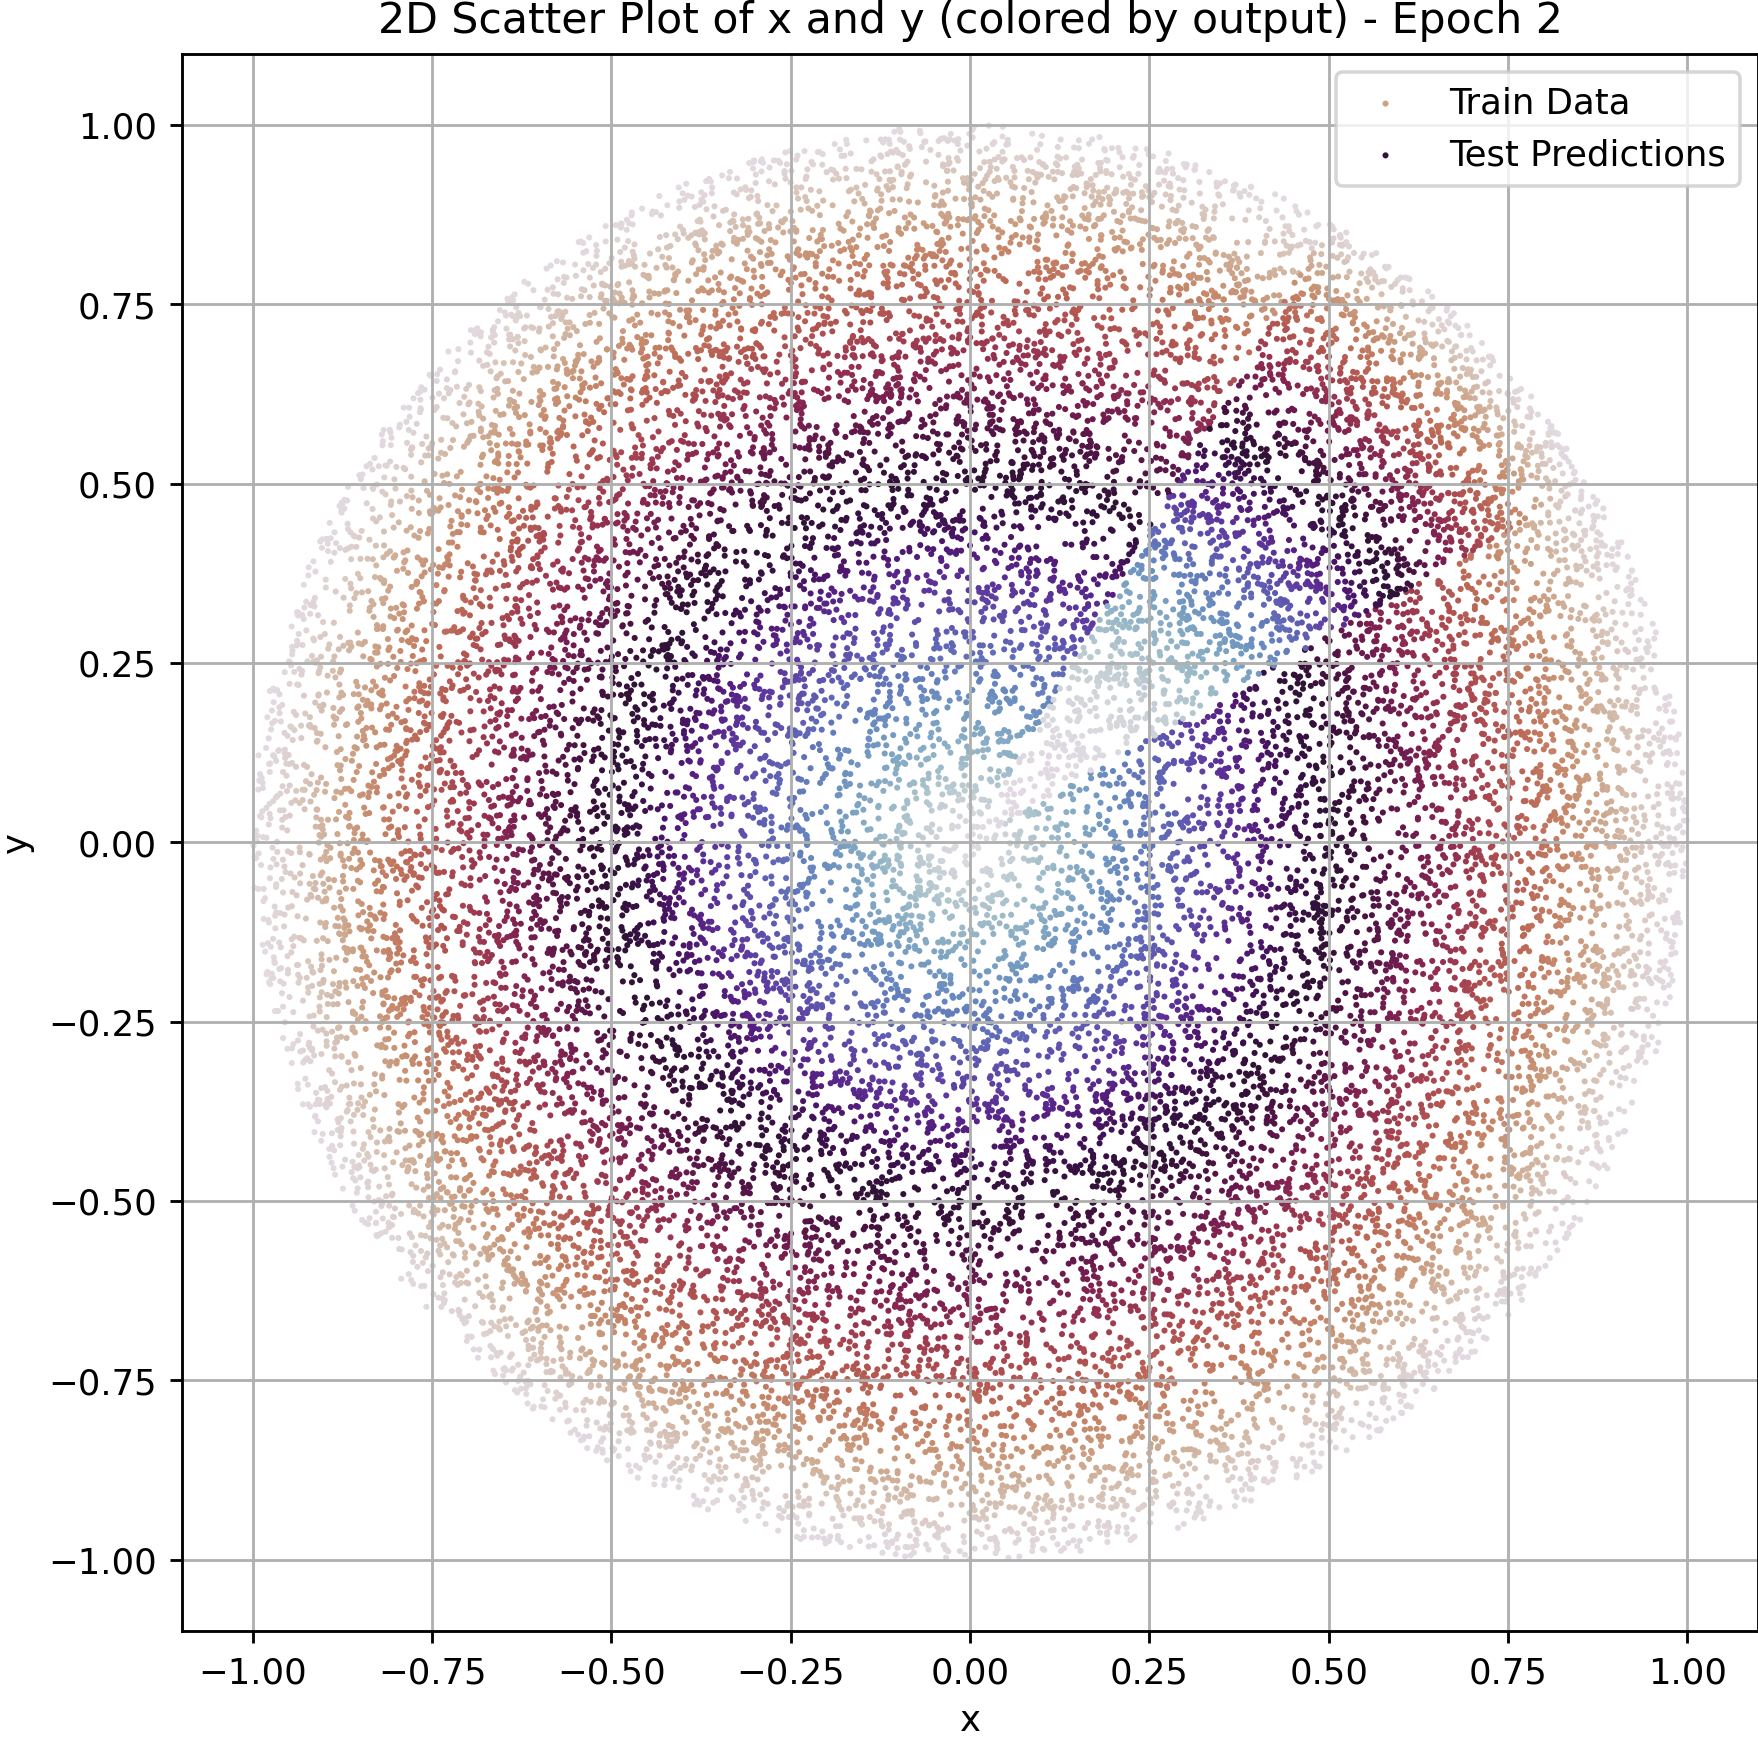 2D Scatter Plot of x and y (colored by output) - Epoch 2
Train Data
Test Predictions
1.00
0.75
0.50
0.25
0.00
−0.25
−0.50
−0.75
−1.00
y
−1.00 −0.75 −0.50 −0.25 0.00 0.25 0.50 0.75 1.00
x